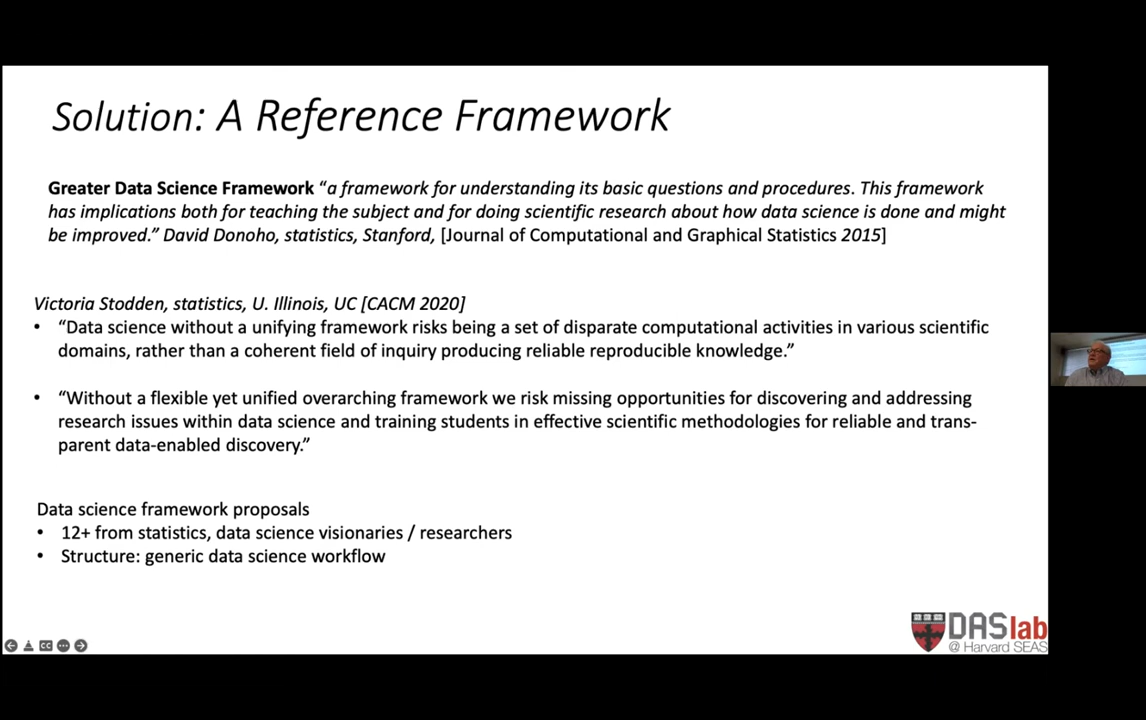 Solution: A Reference Framework
Greater Data Science Framework “a framework for understanding its basic questions and procedures. This framework
has implications both for teaching the subject and for doing scientific research about how data science is done and might
be improved.” David Donoho, statistics, Stanford, [Journal of Computational and Graphical Statistics 2015]
Victoria Stodden, statistics, U. Illinois, UC [CACM 2020]
• “Data science without a unifying framework risks being a set of disparate computational activities in various scientific
domains, rather than a coherent field of inquiry producing reliable reproducible knowledge.”
• “Without a flexible yet unified overarching framework we risk missing opportunities for discovering and addressing
research issues within data science and training students in effective scientific methodologies for reliable and trans-
parent data-enabled discovery.”
Data science framework proposals
• 12+ from statistics, data science visionaries / researchers
• Structure: generic data science workflow
DASlab
@ Harvard SEAS
CC